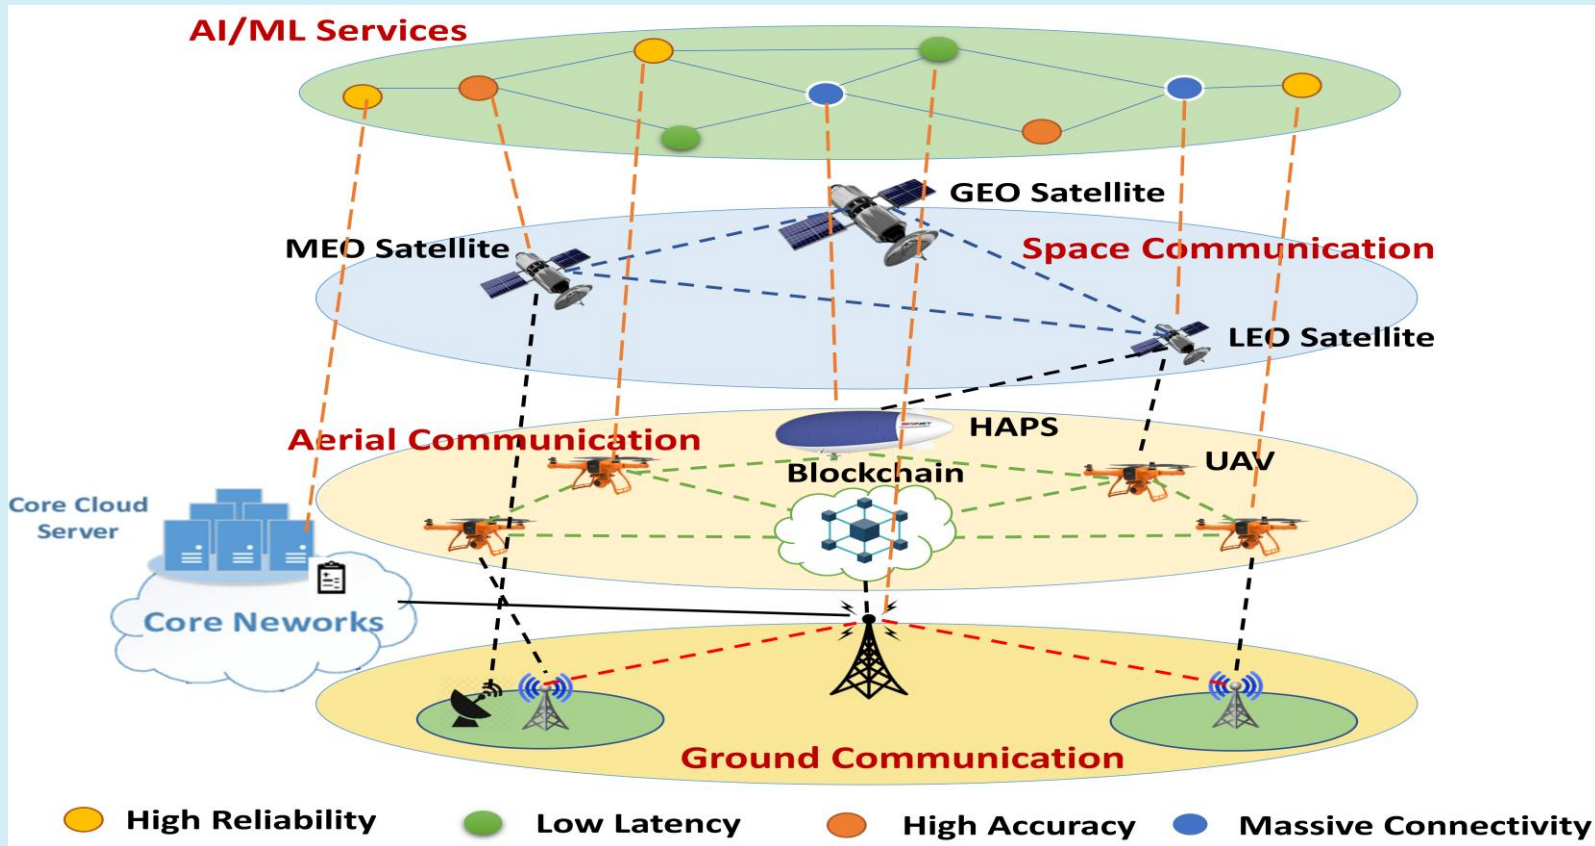 AI/ML Services
GEO Satellite
MEO Satellite
Space Communication
LEO Satellite
HAPS
Aerial Communication
UAV
Blockchain
Core Cloud
Server
Core Neworks
Ground Communication
High Reliability
Low Latency
High Accuracy
Massive Connectivity